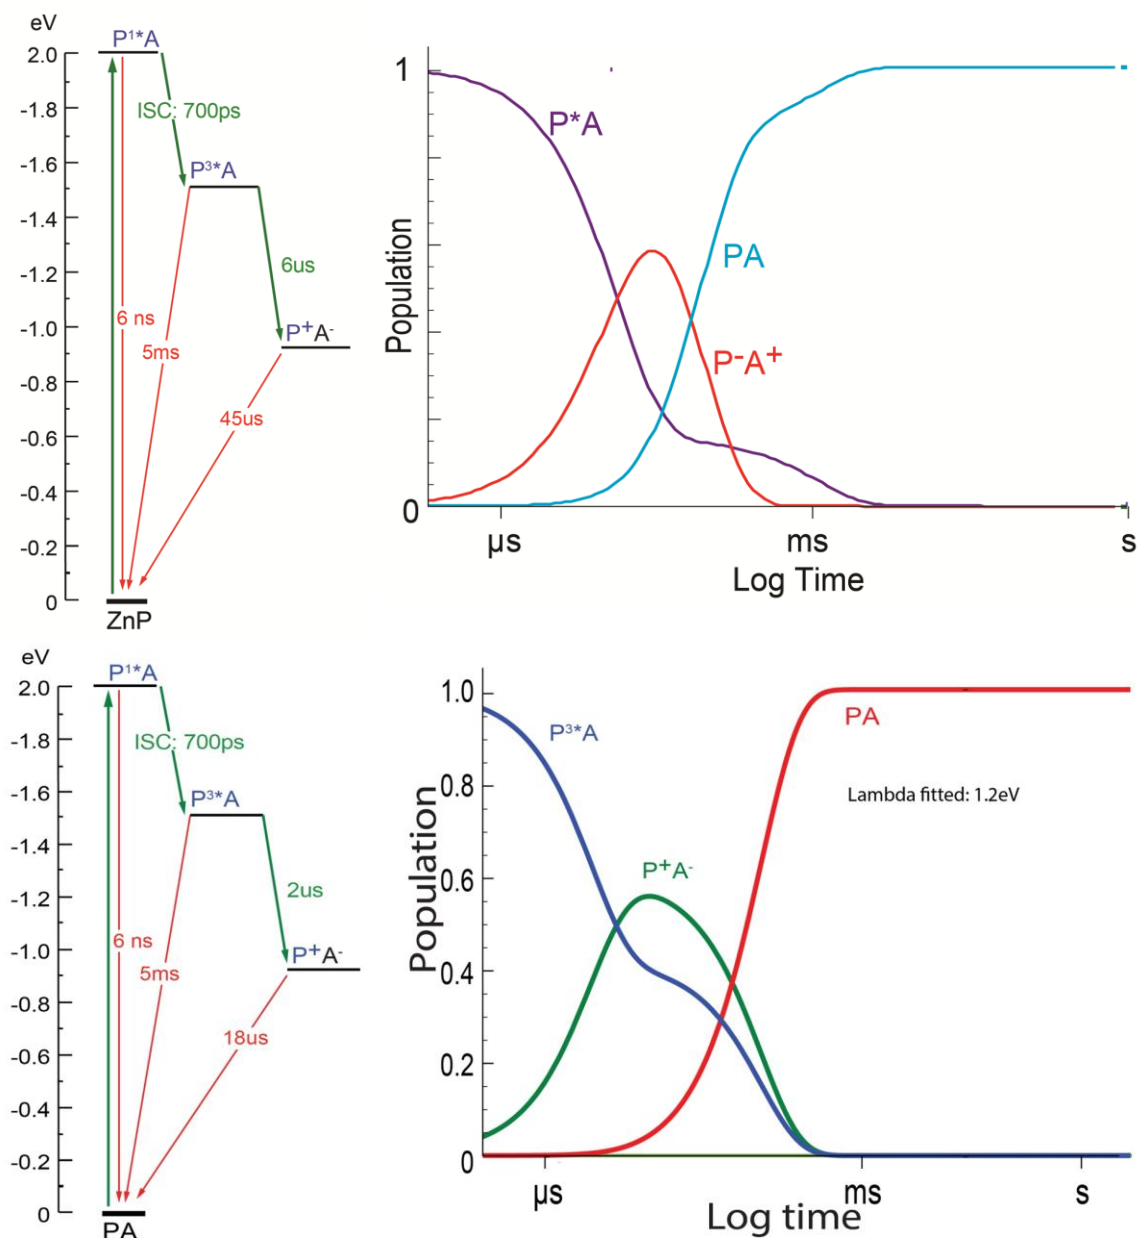 eV
P¹*A
2.0
-1.8
ISC: 700ps
-1.6
P³*A
-1.4
-1.2
6us
-1.0
6 ns
P⁺A⁻
5ms
-0.8
-0.6
45us
-0.4
-0.2
0
ZnP
1
P*A
PA
Population
P⁻A⁺
0
µs
ms
s
Log Time
eV
P¹*A
2.0
-1.8
ISC: 700ps
-1.6
P³*A
-1.4
-1.2
2us
-1.0
6 ns
P⁺A⁻
5ms
-0.8
18us
-0.6
-0.4
-0.2
0
PA
1.0
P³*A
PA
0.8
Lambda fitted: 1.2eV
Population
0.6
P⁺A⁻
0.4
0.2
0
µs
ms
s
Log time